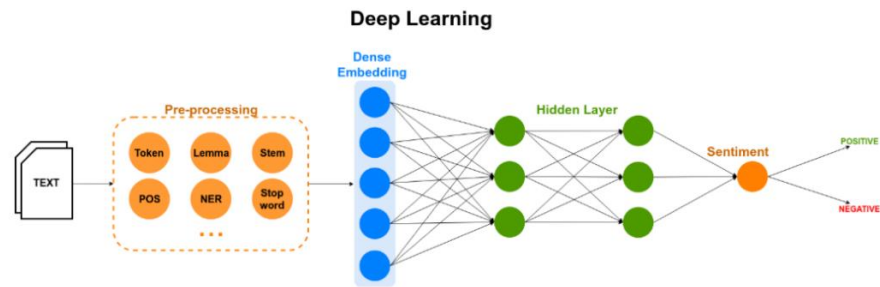 Deep Learning
Dense
Embedding
Pre-processing
Hidden Layer
Token
Lemma
Stem
Sentiment
POSITIVE
TEXT
POS
NER
Stop
word
NEGATIVE
...